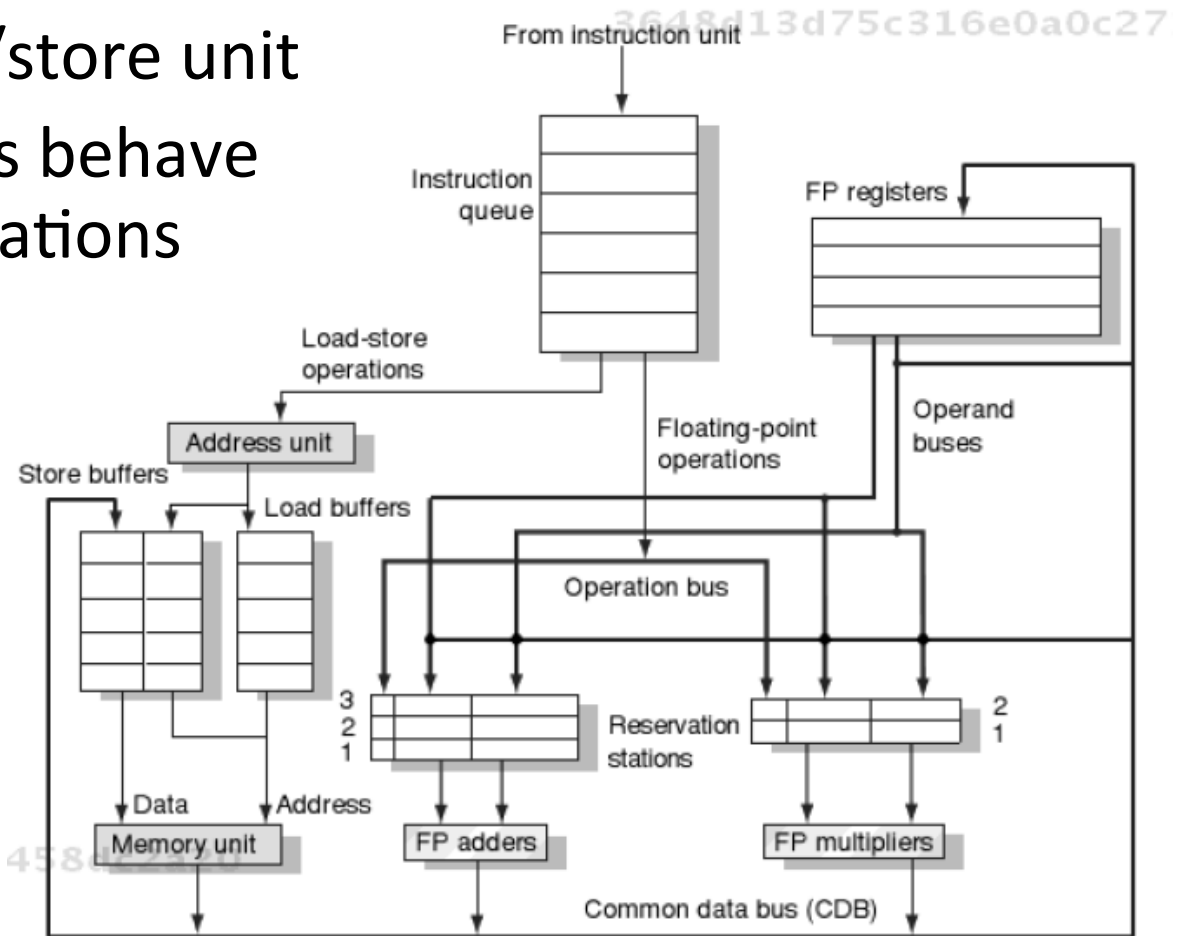 3648d13d75c316e0a0c27
/store unit
s behave
ations
From instruction unit
Instruction
queue
FP registers
Load-store
operations
Operand
buses
Floating-point
operations
Address unit
Store buffers
Load buffers
Operation bus
3
2
1
Reservation
stations
2
1
Data
Address
Memory unit
FP adders
FP multipliers
458dc2a20
Common data bus (CDB)